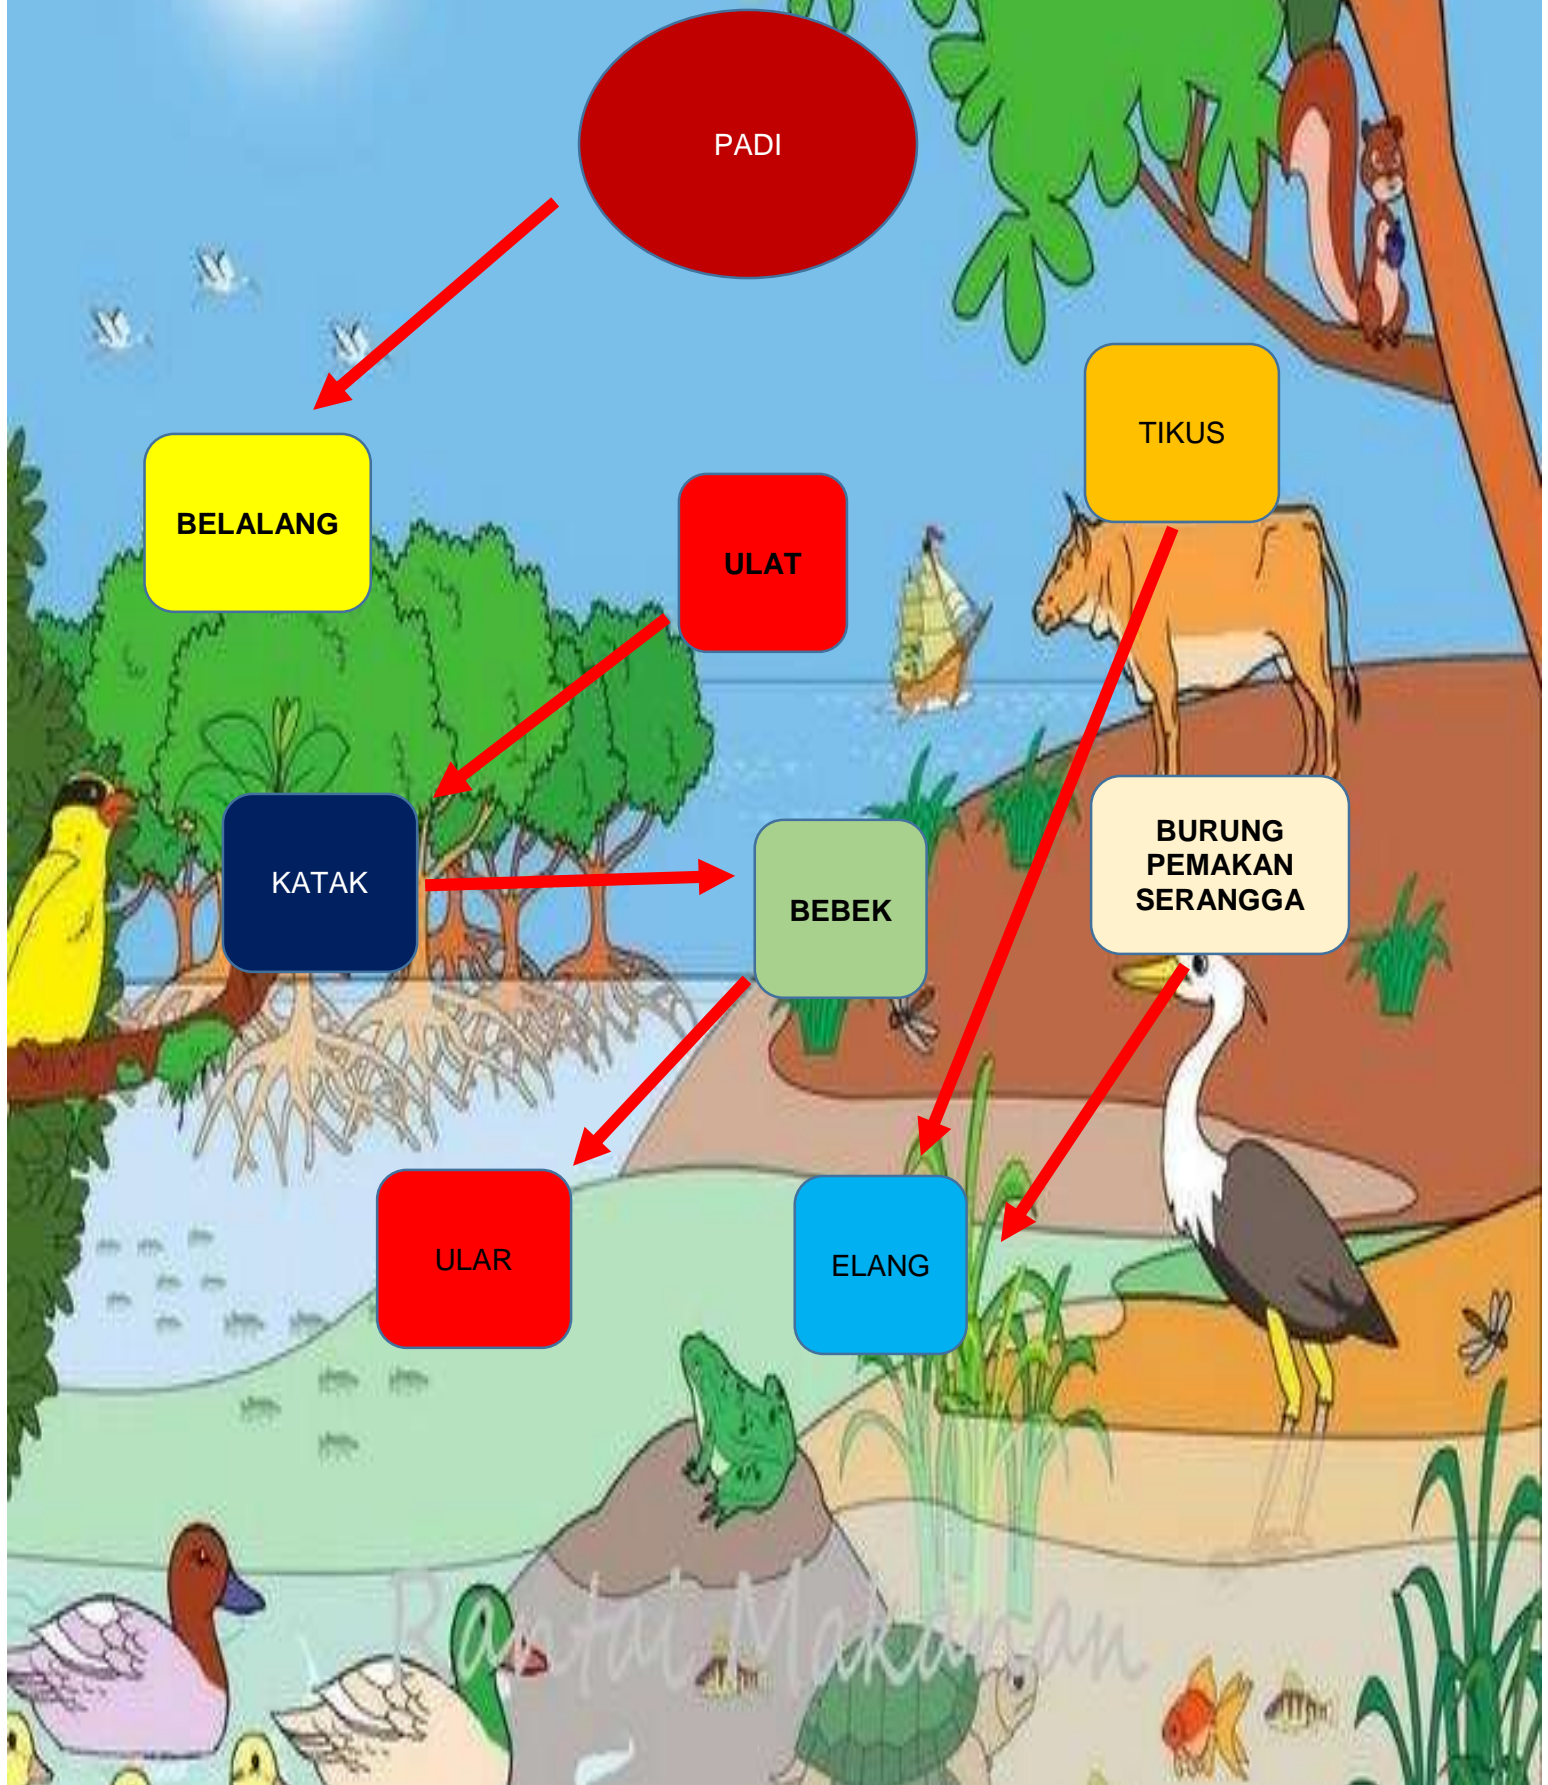 PADI
TIKUS
BELALANG
ULAT
BURUNG
PEMAKAN
SERANGGA
KATAK
BEBEK
ULAR
ELANG
Rantai Makanan